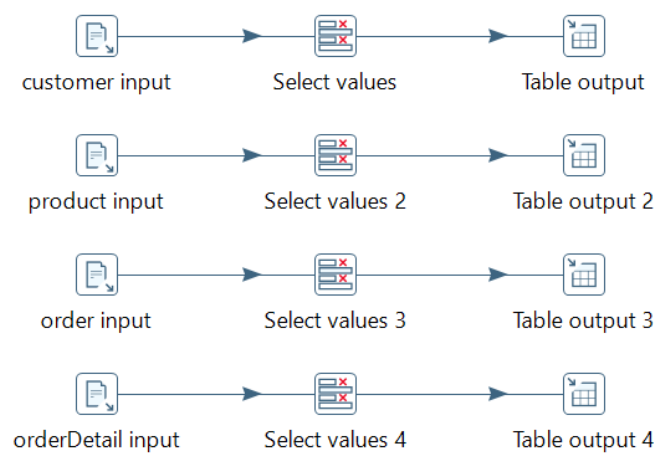 customer input Select values Table output
product input Select values 2 Table output 2
order input Select values 3 Table output 3
orderDetail input Select values 4 Table output 4